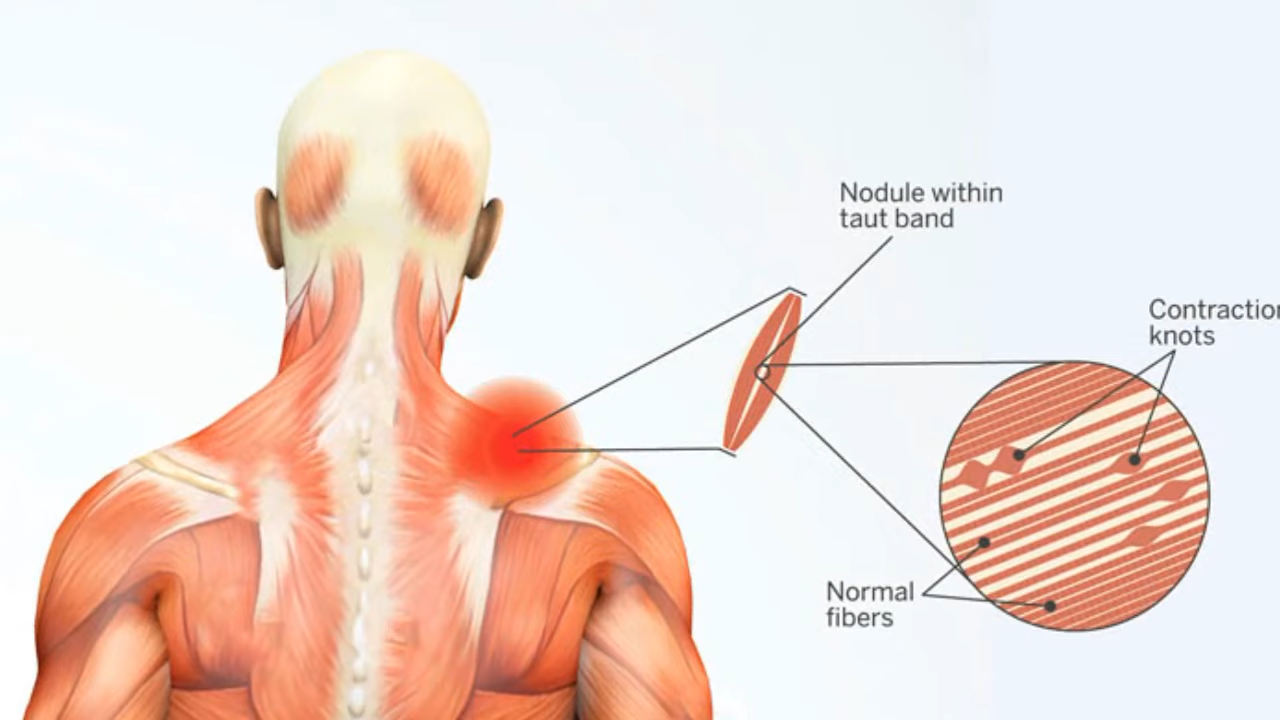 Nodule within
taut band
Contraction
knots
Normal
fibers